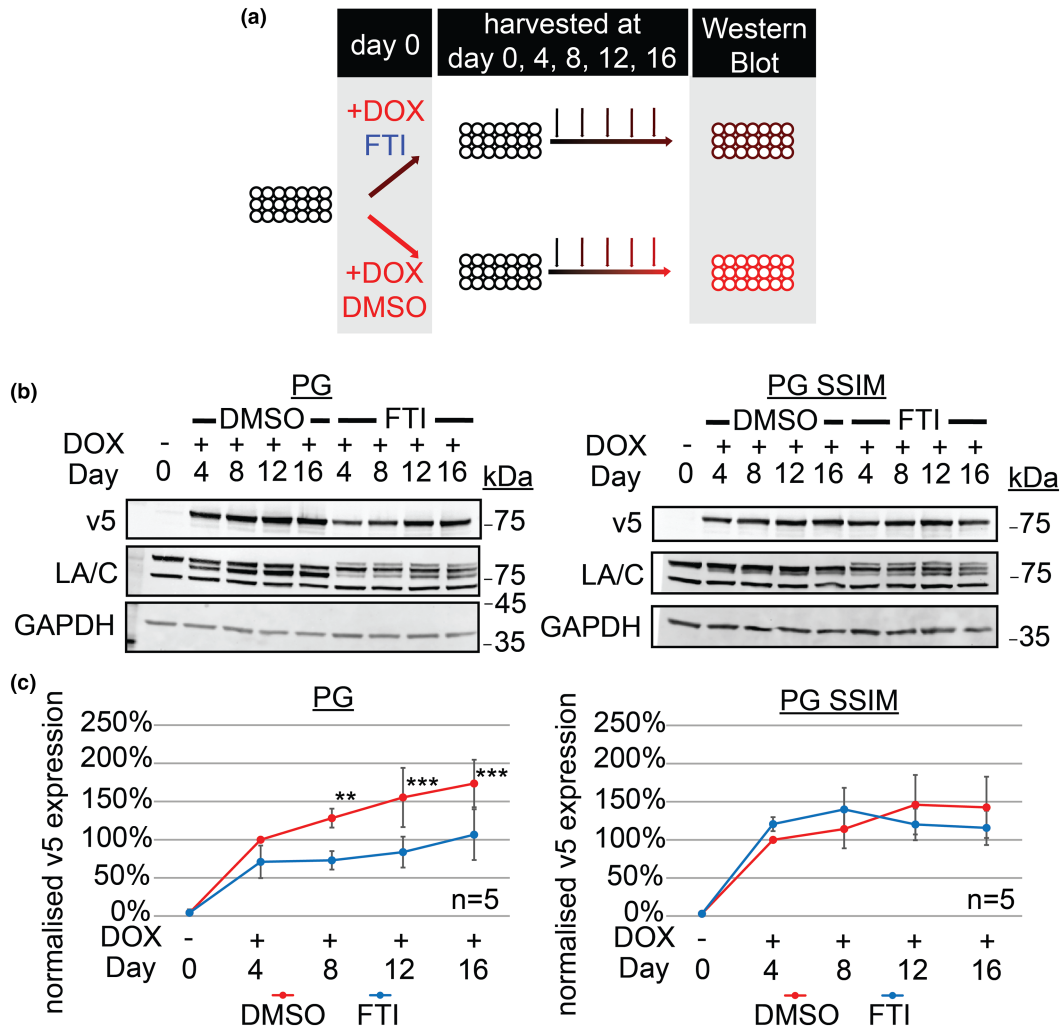 (a)
day 0
harvested at
day 0, 4, 8, 12, 16
Western
Blot
+DOX
FTI
+DOX
DMSO
(b)
PG
DMSO FTI
DOX - + + + + + + + +
Day 0 4 8 12 16 4 8 12 16 kDa
v5 -75
LA/C -75
-45
GAPDH -35
PG SSIM
DMSO FTI
DOX - + + + + + + + +
Day 0 4 8 12 16 4 8 12 16 kDa
v5 -75
LA/C -75
GAPDH -35
(c)
PG
normalised v5 expression
250%
200%
150%
100%
50%
0%
** *** ***
n=5
DOX - + + + +
Day 0 4 8 12 16
DMSO FTI
PG SSIM
normalised v5 expression
250%
200%
150%
100%
50%
0%
n=5
DOX - + + + +
Day 0 4 8 12 16
DMSO FTI